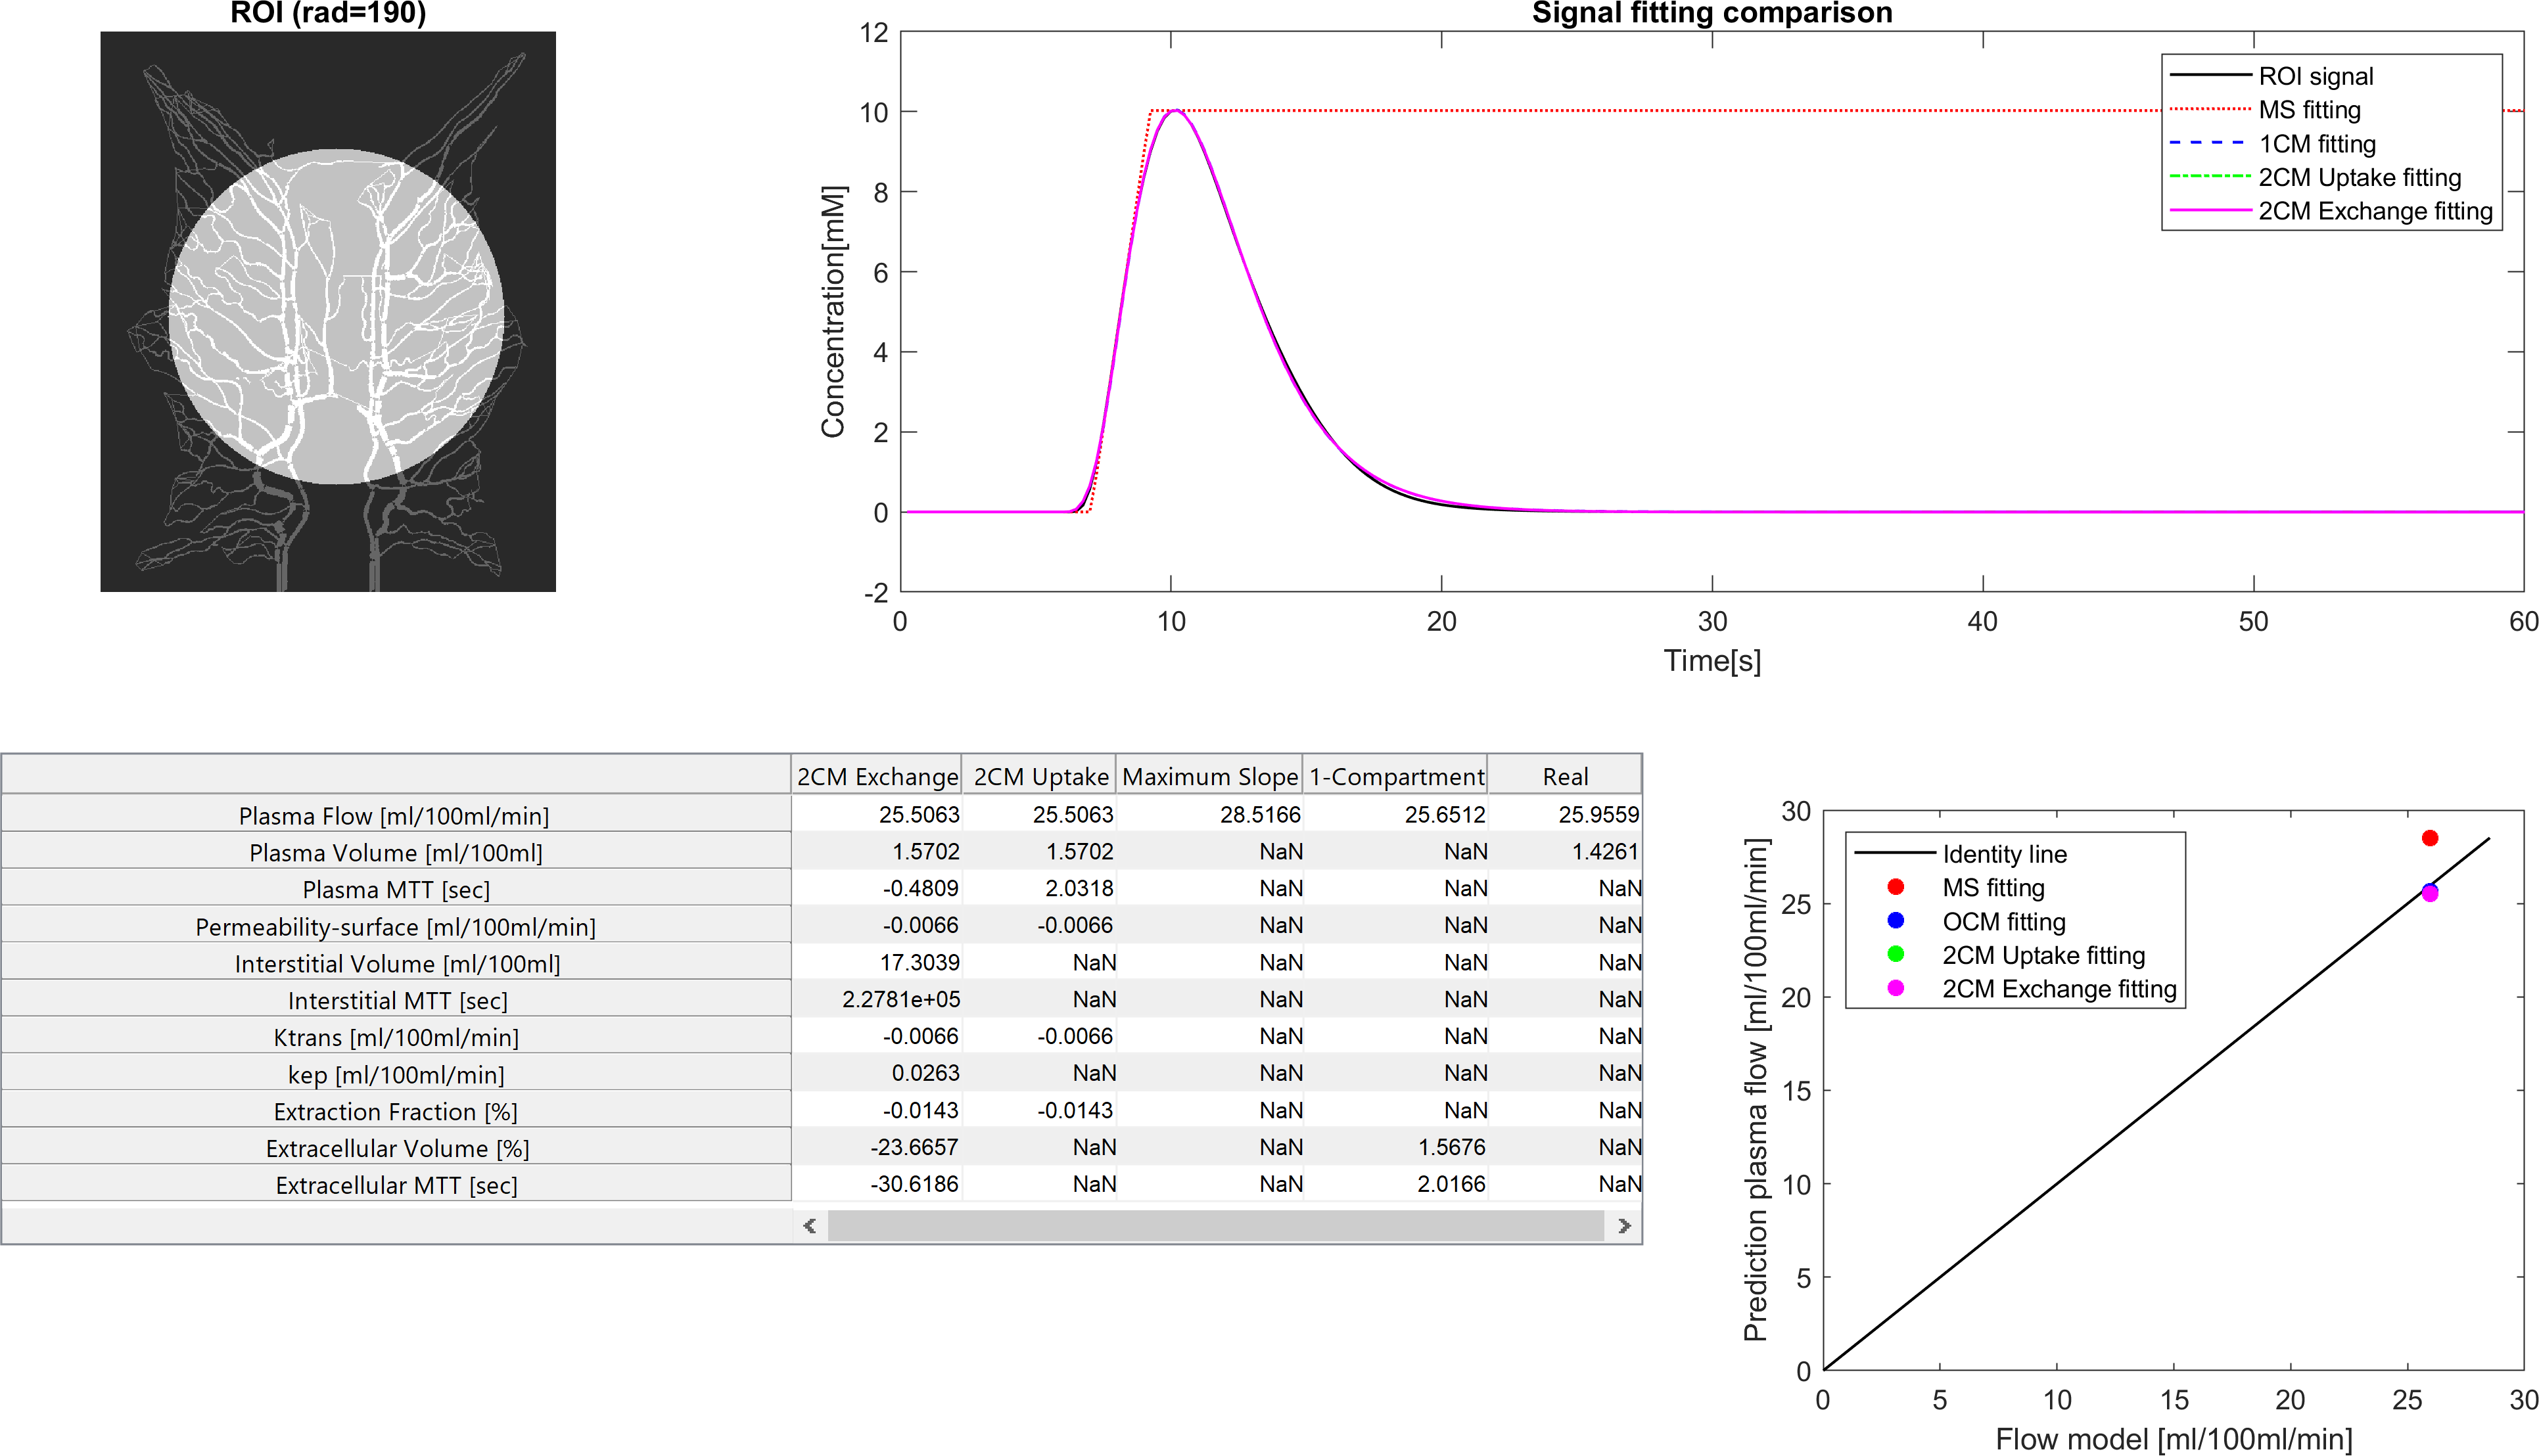 ROI (rad=190)
Signal fitting comparison
12
10
8
6
4
2
0
-2
Concentration[mM]
0 10 20 30 40 50 60
Time[s]
ROI signal
MS fitting
1CM fitting
2CM Uptake fitting
2CM Exchange fitting
2CM Exchange 2CM Uptake Maximum Slope 1-Compartment Real
Plasma Flow [ml/100ml/min] 25.5063 25.5063 28.5166 25.6512 25.9559
Plasma Volume [ml/100ml] 1.5702 1.5702 NaN NaN 1.4261
Plasma MTT [sec] -0.4809 2.0318 NaN NaN NaN
Permeability-surface [ml/100ml/min] -0.0066 -0.0066 NaN NaN NaN
Interstitial Volume [ml/100ml] 17.3039 NaN NaN NaN NaN
Interstitial MTT [sec] 2.2781e+05 NaN NaN NaN NaN
Ktrans [ml/100ml/min] -0.0066 -0.0066 NaN NaN NaN
kep [ml/100ml/min] 0.0263 NaN NaN NaN NaN
Extraction Fraction [%] -0.0143 -0.0143 NaN NaN NaN
Extracellular Volume [%] -23.6657 NaN NaN 1.5676 NaN
Extracellular MTT [sec] -30.6186 NaN NaN 2.0166 NaN
30
25
20
15
10
5
0
Prediction plasma flow [ml/100ml/min]
Identity line
MS fitting
OCM fitting
2CM Uptake fitting
2CM Exchange fitting
0 5 10 15 20 25 30
Flow model [ml/100ml/min]